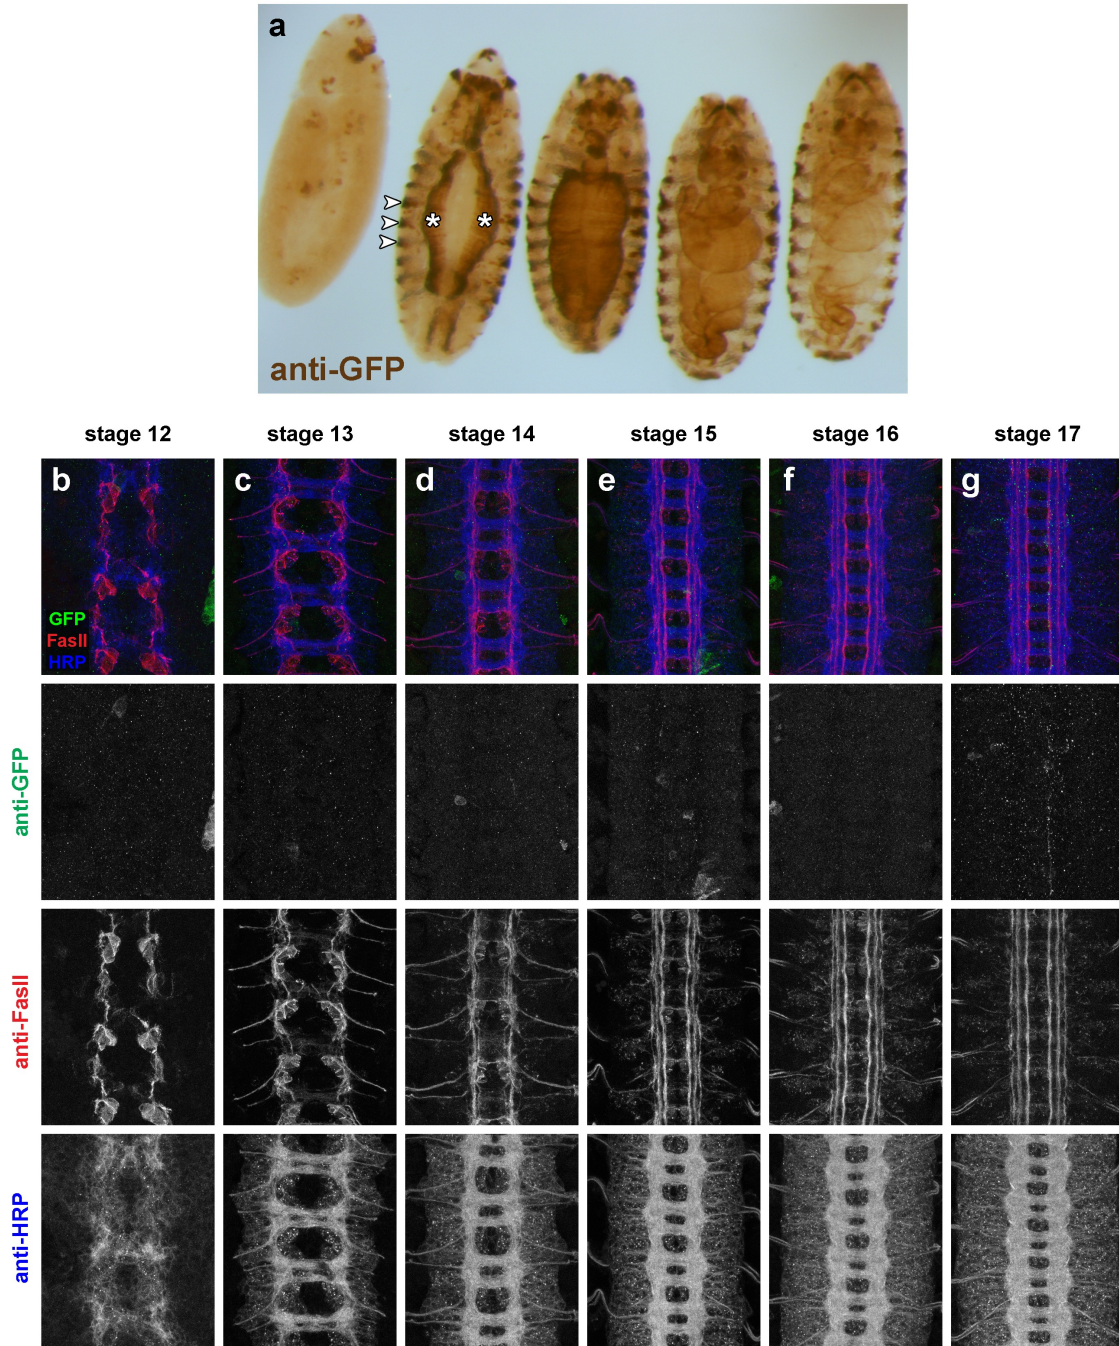 a
* *
anti-GFP
stage 12 stage 13 stage 14 stage 15 stage 16 stage 17
b c d e f g
GFP
FasII
HRP
anti-GFP
anti-FasII
anti-HRP